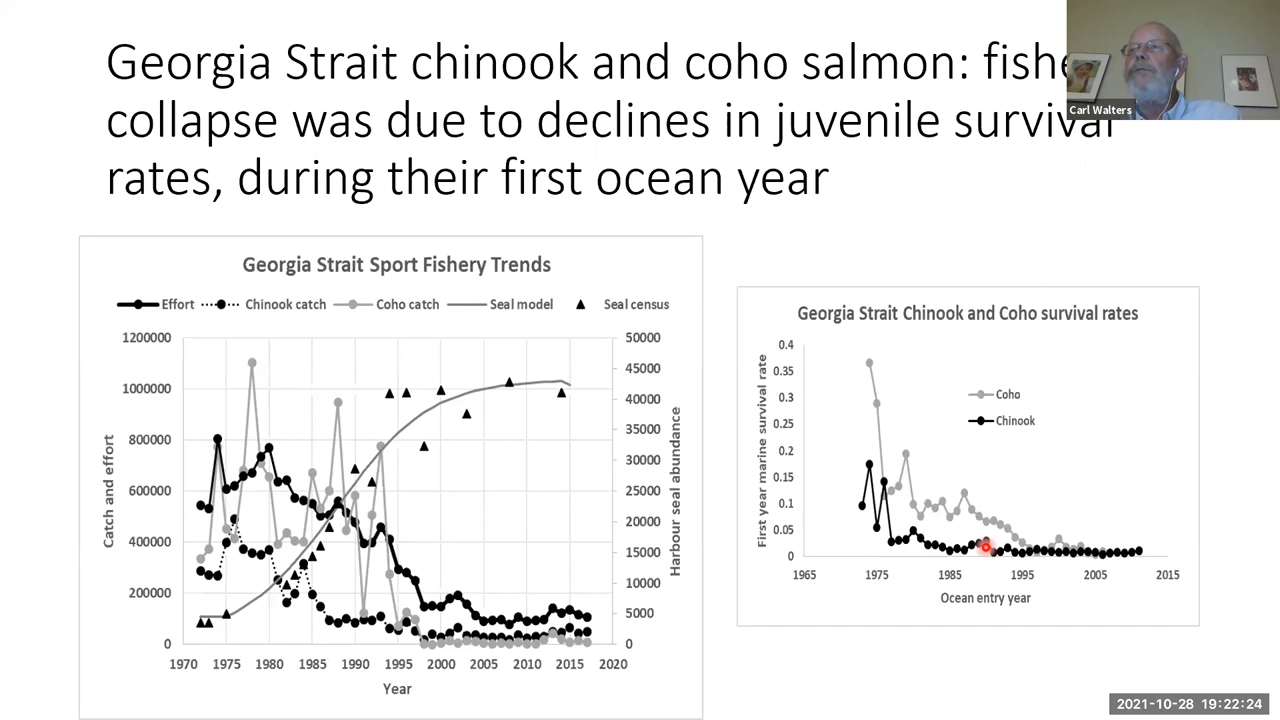 Georgia Strait chinook and coho salmon:
collapse was due to declines in juvenile survival
rates, during their first ocean year
Carl Walters
Georgia Strait Sport Fishery Trends
Effort Chinook catch Coho catch Seal model Seal census
1200000
1000000
800000
600000
400000
200000
0
Catch and effort
50000
45000
40000
35000
30000
25000
20000
15000
10000
5000
0
Harbour seal abundance
1970 1975 1980 1985 1990 1995 2000 2005 2010 2015 2020
Year
Georgia Strait Chinook and Coho survival rates
0.4
0.35
0.3
0.25
0.2
0.15
0.1
0.05
0
First year marine survival rate
Coho
Chinook
1965 1975 1985 1995 2005 2015
Ocean entry year
2021-10-28 19:22:24